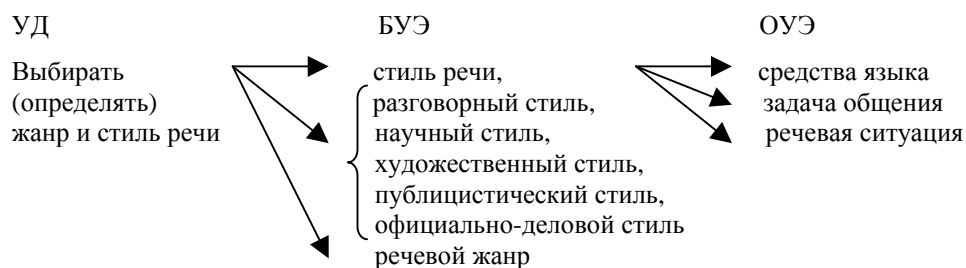 УД БУЭ ОУЭ
Выбирать стиль речи, средства языка
(определять) разговорный стиль, задача общения
жанр и стиль речи научный стиль, речевая ситуация
художественный стиль,
публицистический стиль,
официально-деловой стиль
речевой жанр